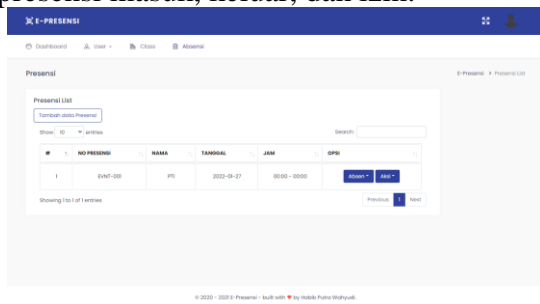 presensi masuk, keluar, dan izin.
E-PRESENSI
Dashboard User Class Absensi
Presensi
E-Presensi Presensi List
Presensi List
Tambah data Presensi
Show 10 entries
Search:
# NO PRESENSI NAMA TANGGAL JAM OPSI
1 EVNT-001 PTI 2022-01-27 00:00 - 00:00 Absen Aksi
Showing 1 to 1 of 1 entries
Previous 1 Next
© 2020 - 2021 E-Presensi - built with ❤ by Habib Putra Wahyudi.